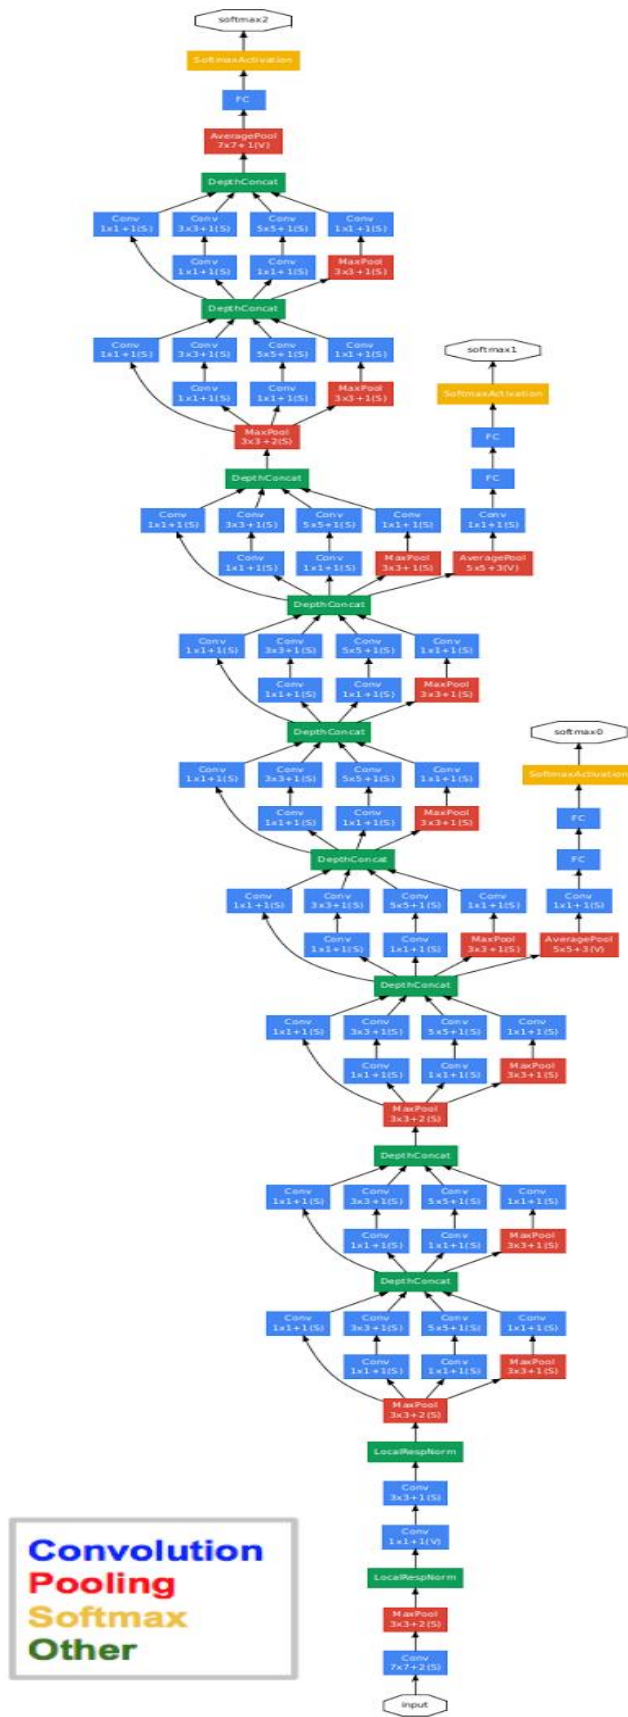 softmax2
SoftmaxActivation
FC
AveragePool
7x7+1(V)
DepthConcat
Conv Conv Conv Conv
1x1+1(S) 3x3+1(S) 5x5+1(S) 1x1+1(S)
Conv Conv MaxPool
1x1+1(S) 1x1+1(S) 3x3+1(S)
DepthConcat
Conv Conv Conv Conv
1x1+1(S) 3x3+1(S) 5x5+1(S) 1x1+1(S)
softmax1
Conv Conv MaxPool
1x1+1(S) 1x1+1(S) 3x3+1(S)
SoftmaxActivation
MaxPool
3x3+2(S)
FC
DepthConcat
FC
Conv Conv Conv Conv Conv
1x1+1(S) 3x3+1(S) 5x5+1(S) 1x1+1(S) 1x1+1(S)
Conv Conv MaxPool AveragePool
1x1+1(S) 1x1+1(S) 3x3+1(S) 5x5+3(V)
DepthConcat
Conv Conv Conv Conv
1x1+1(S) 3x3+1(S) 5x5+1(S) 1x1+1(S)
Conv Conv MaxPool
1x1+1(S) 1x1+1(S) 3x3+1(S)
DepthConcat
softmax0
Conv Conv Conv Conv
1x1+1(S) 3x3+1(S) 5x5+1(S) 1x1+1(S)
SoftmaxActivation
Conv Conv MaxPool
1x1+1(S) 1x1+1(S) 3x3+1(S)
FC
DepthConcat
FC
Conv Conv Conv Conv Conv
1x1+1(S) 3x3+1(S) 5x5+1(S) 1x1+1(S) 1x1+1(S)
Conv Conv MaxPool AveragePool
1x1+1(S) 1x1+1(S) 3x3+1(S) 5x5+3(V)
DepthConcat
Conv Conv Conv Conv
1x1+1(S) 3x3+1(S) 5x5+1(S) 1x1+1(S)
Conv Conv MaxPool
1x1+1(S) 1x1+1(S) 3x3+1(S)
MaxPool
3x3+2(S)
DepthConcat
Conv Conv Conv Conv
1x1+1(S) 3x3+1(S) 5x5+1(S) 1x1+1(S)
Conv Conv MaxPool
1x1+1(S) 1x1+1(S) 3x3+1(S)
DepthConcat
Conv Conv Conv Conv
1x1+1(S) 3x3+1(S) 5x5+1(S) 1x1+1(S)
Conv Conv MaxPool
1x1+1(S) 1x1+1(S) 3x3+1(S)
MaxPool
3x3+2(S)
LocalRespNorm
Conv
3x3+1(S)
Conv
1x1+1(V)
LocalRespNorm
MaxPool
3x3+2(S)
Conv
7x7+2(S)
input
Convolution
Pooling
Softmax
Other